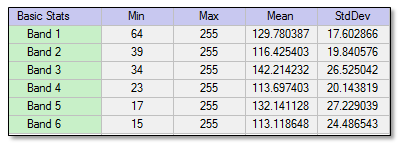 Basic Stats Min Max Mean StdDev
Band 1 64 255 129.780387 17.602866
Band 2 39 255 116.425403 19.840576
Band 3 34 255 142.214232 26.525042
Band 4 23 255 113.697403 20.143819
Band 5 17 255 132.141128 27.229039
Band 6 15 255 113.118648 24.486543